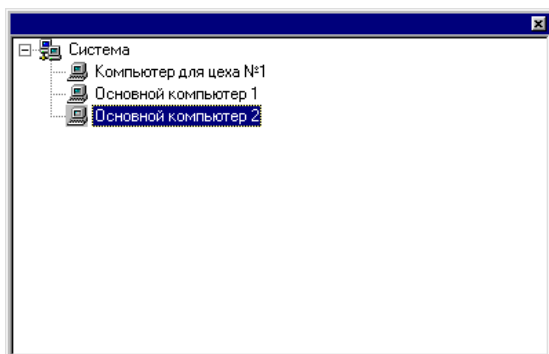 Система
Компьютер для цеха №1
Основной компьютер 1
Основной компьютер 2